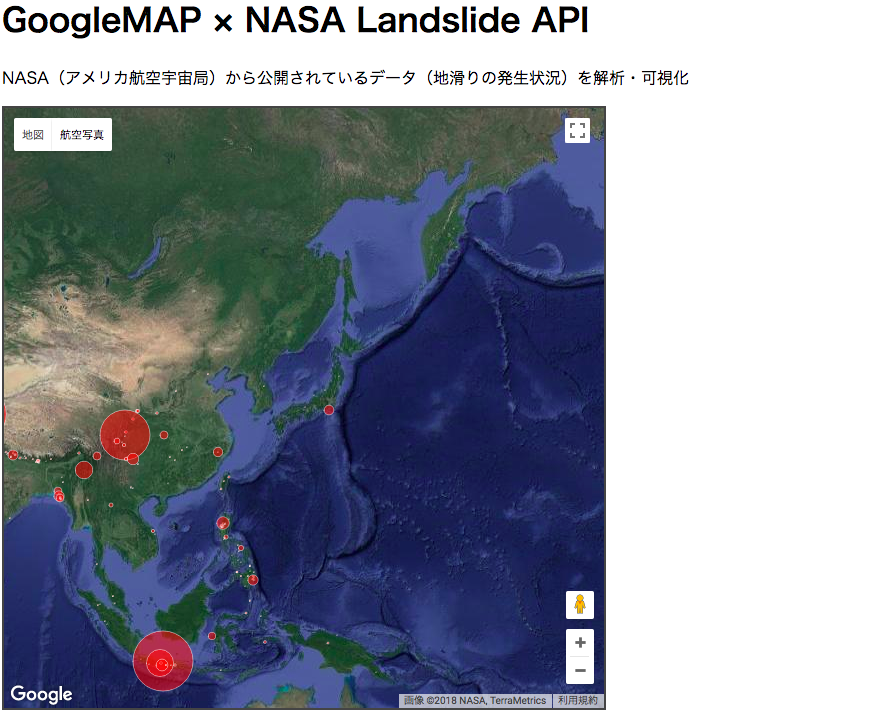 GoogleMAP × NASA Landslide API
NASA（アメリカ航空宇宙局）から公開されているデータ（地滑りの発生状況）を解析・可視化
地図 航空写真
+
−
Google
画像 ©2018 NASA, TerraMetrics 利用規約